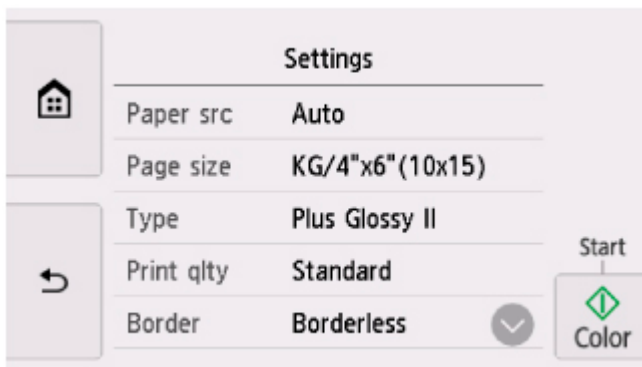 Settings
Paper src Auto
Page size KG/4"x6"(10x15)
Type Plus Glossy II
Print qlty Standard
Border Borderless
Start
Color